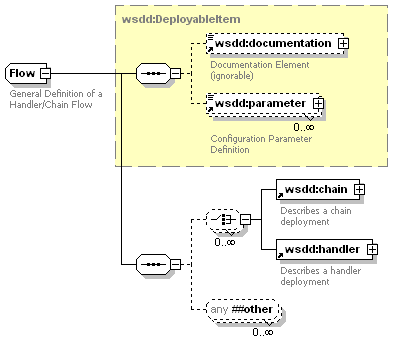 wsdd:DeployableItem
wsdd:documentation
Documentation Element
(ignorable)
Flow
General Definition of a
Handler/Chain Flow
wsdd:parameter
0..∞
Configuration Parameter
Definition
wsdd:chain
Describes a chain
deployment
0..∞
wsdd:handler
Describes a handler
deployment
any ##other
0..∞